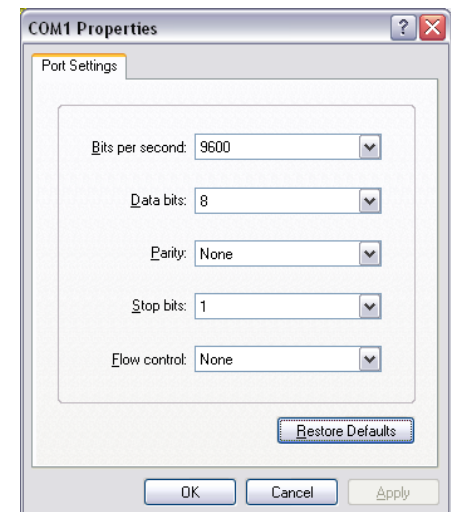 COM1 Properties
Port Settings
Bits per second: 9600
Data bits: 8
Parity: None
Stop bits: 1
Flow control: None
Restore Defaults
OK Cancel Apply